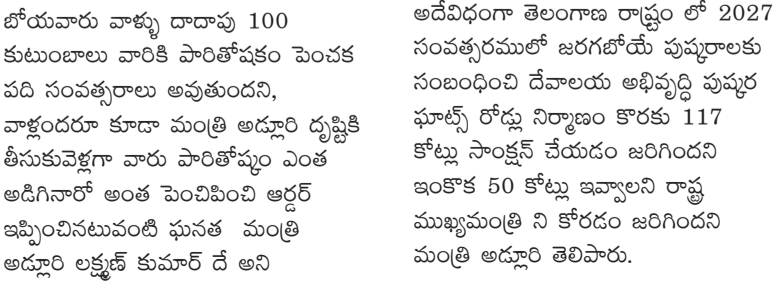 బోయవారు వాళ్ళు దాదాపు 100
కుటుంబాలు వారికి పారితోషకం పెంచక
పది సంవత్సరాలు అవుతుందని,
వాళ్లందరూ కూడా మంత్రి అడ్లూరి దృష్టికి
తీసుకువెళ్లగా వారు పారితోష్కం ఎంత
అడిగినారో అంత పెంచిపించి ఆర్డర్
ఇప్పించినటువంటి ఘనత మంత్రి
అడ్లూరి లక్ష్మణ్ కుమార్ దే అని
అదేవిధంగా తెలంగాణ రాష్ట్రం లో 2027
సంవత్సరములో జరగబోయే పుష్కరాలకు
సంబంధించి దేవాలయ అభివృద్ధి పుష్కర
ఘాట్స్ రోడ్లు నిర్మాణం కొరకు 117
కోట్లు సాంక్షన్ చేయడం జరిగిందని
ఇంకొక 50 కోట్లు ఇవ్వాలని రాష్ట్ర
ముఖ్యమంత్రి ని కోరడం జరిగిందని
మంత్రి అడ్లూరి తెలిపారు.